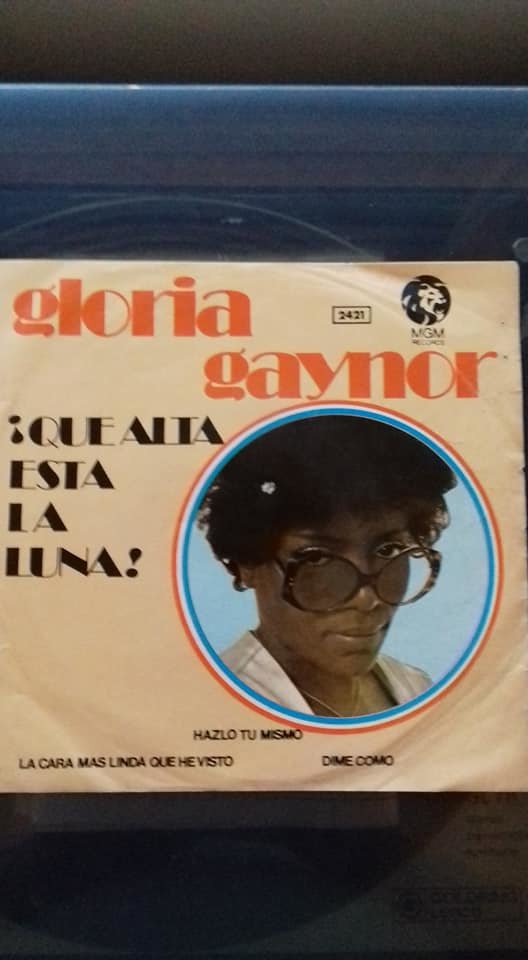 gloria
2421
MGM
RECORDS
gaynor
¡QUE ALTA
ESTA
LA
LUNA!
HAZLO TU MISMO
LA CARA MAS LINDA QUE HE VISTO
DIME COMO